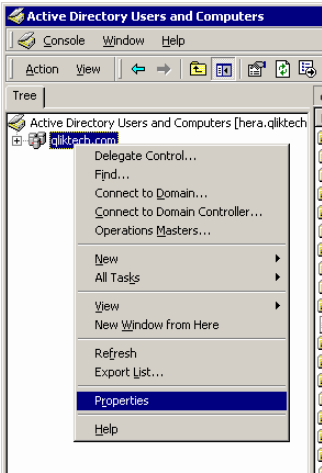 Active Directory Users and Computers
Console Window Help
Action View
Tree
Active Directory Users and Computers [hera.qliktech
qliktech.com
Delegate Control...
Find...
Connect to Domain...
Connect to Domain Controller...
Operations Masters...
New
All Tasks
View
New Window from Here
Refresh
Export List...
Properties
Help